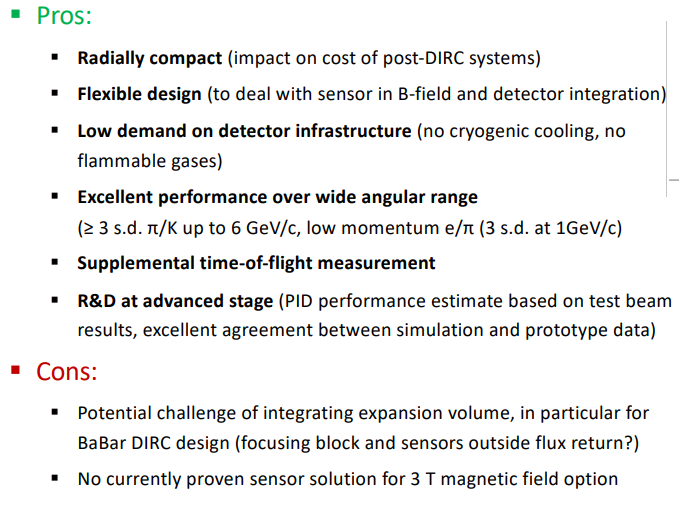 ▪ Pros:
▪ Radially compact (impact on cost of post-DIRC systems)
▪ Flexible design (to deal with sensor in B-field and detector integration)
▪ Low demand on detector infrastructure (no cryogenic cooling, no
flammable gases)
▪ Excellent performance over wide angular range
(≥ 3 s.d. π/K up to 6 GeV/c, low momentum e/π (3 s.d. at 1GeV/c)
▪ Supplemental time-of-flight measurement
▪ R&D at advanced stage (PID performance estimate based on test beam
results, excellent agreement between simulation and prototype data)
▪ Cons:
▪ Potential challenge of integrating expansion volume, in particular for
BaBar DIRC design (focusing block and sensors outside flux return?)
▪ No currently proven sensor solution for 3 T magnetic field option